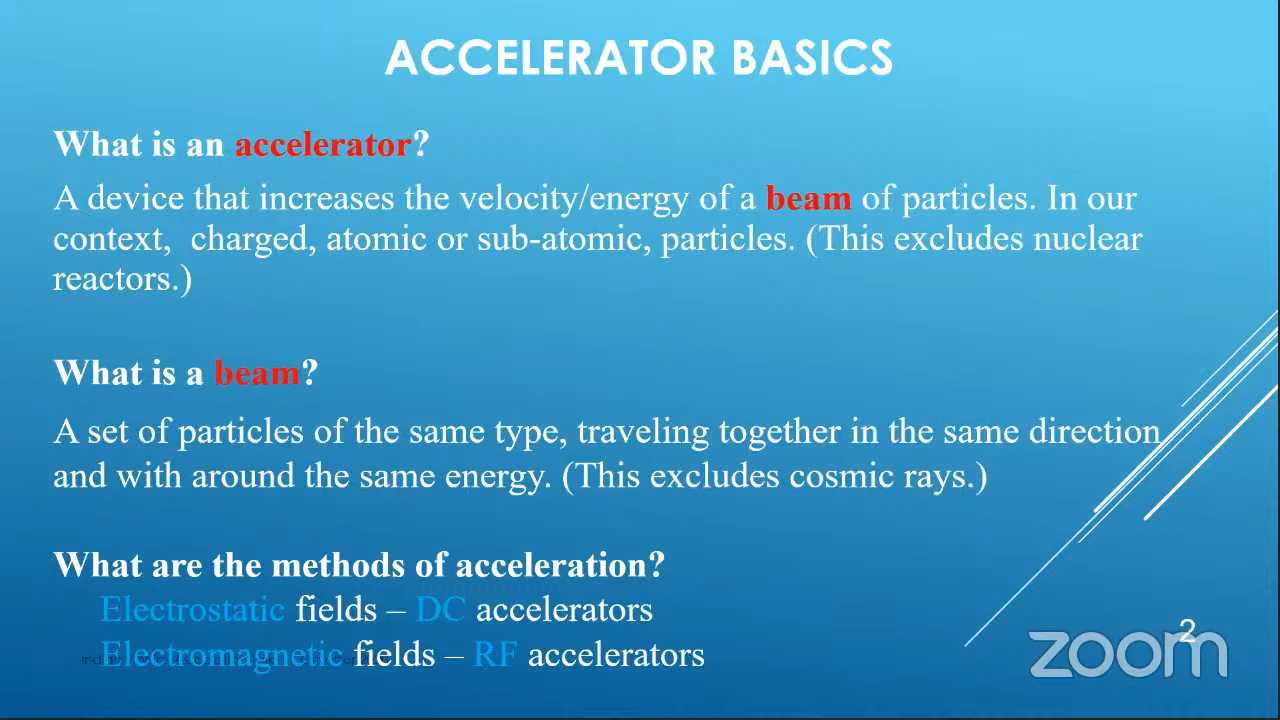 ACCELERATOR BASICS
What is an accelerator?
A device that increases the velocity/energy of a beam of particles. In our
context, charged, atomic or sub-atomic, particles. (This excludes nuclear
reactors.)
What is a beam?
A set of particles of the same type, traveling together in the same direction
and with around the same energy. (This excludes cosmic rays.)
What are the methods of acceleration?
Electrostatic fields – DC accelerators
Electromagnetic fields – RF accelerators
2
zoom